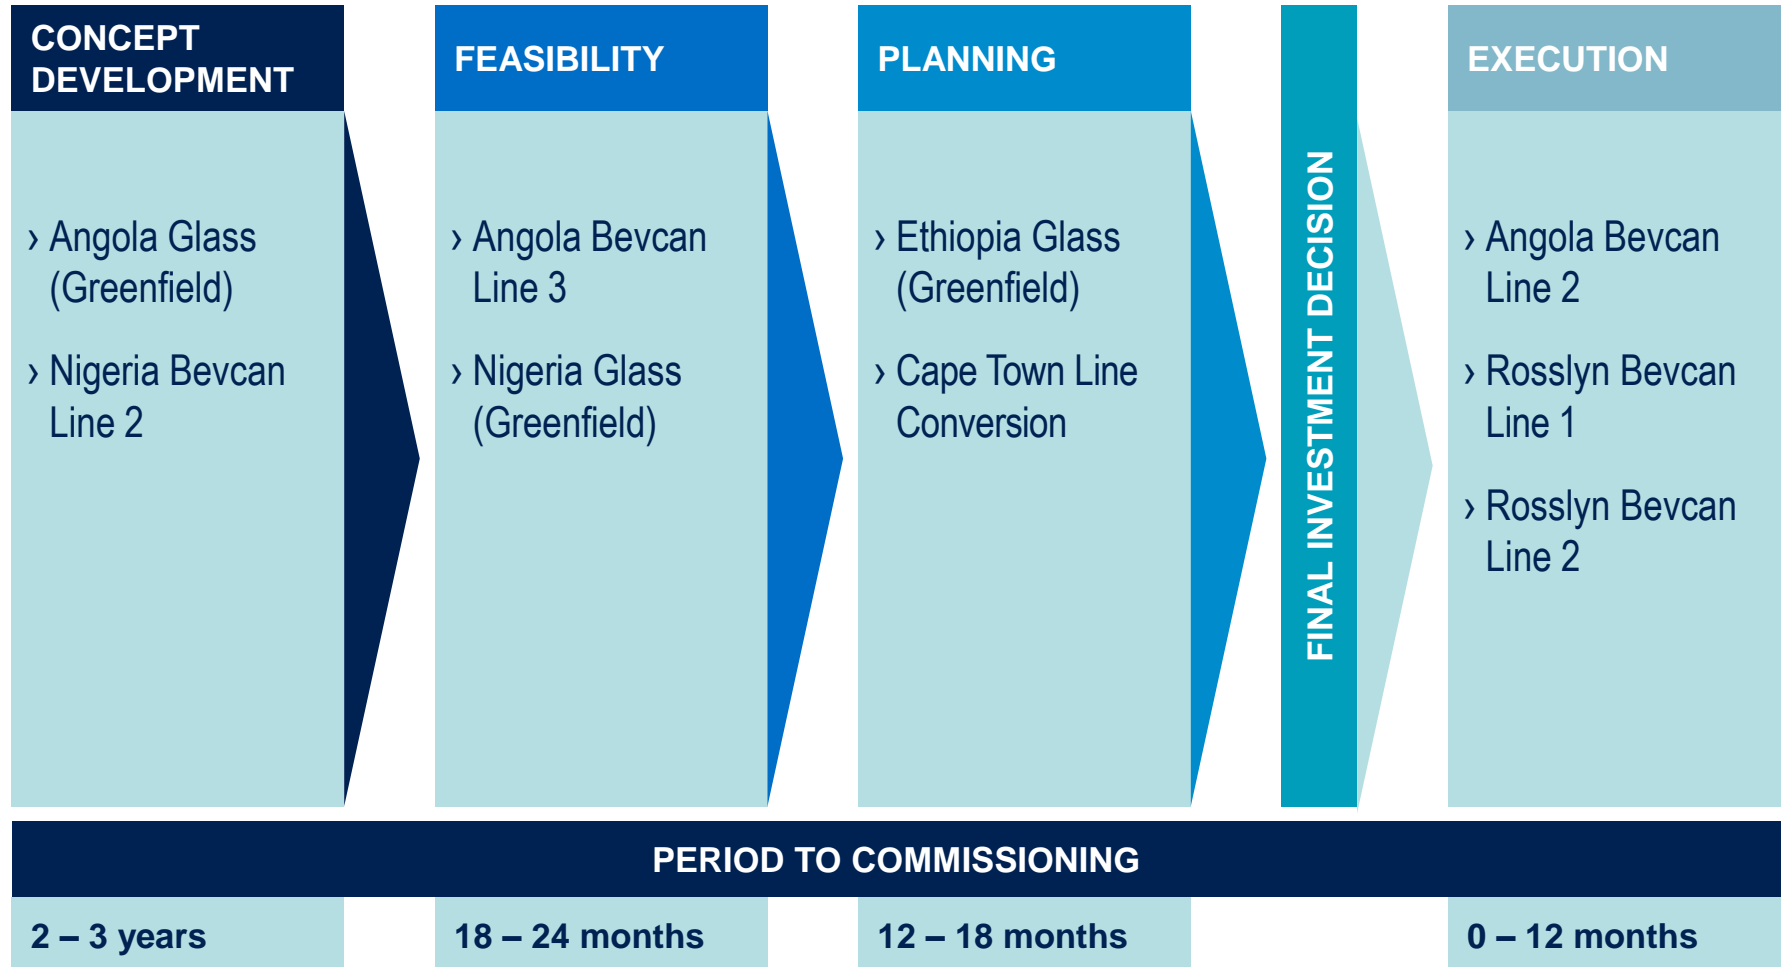 CONCEPT
DEVELOPMENT
› Angola Glass
(Greenfield)
› Nigeria Bevcan
Line 2
FEASIBILITY
› Angola Bevcan
Line 3
› Nigeria Glass
(Greenfield)
PLANNING
› Ethiopia Glass
(Greenfield)
› Cape Town Line
Conversion
FINAL INVESTMENT DECISION
EXECUTION
› Angola Bevcan
Line 2
› Rosslyn Bevcan
Line 1
› Rosslyn Bevcan
Line 2
PERIOD TO COMMISSIONING
2 – 3 years
18 – 24 months
12 – 18 months
0 – 12 months